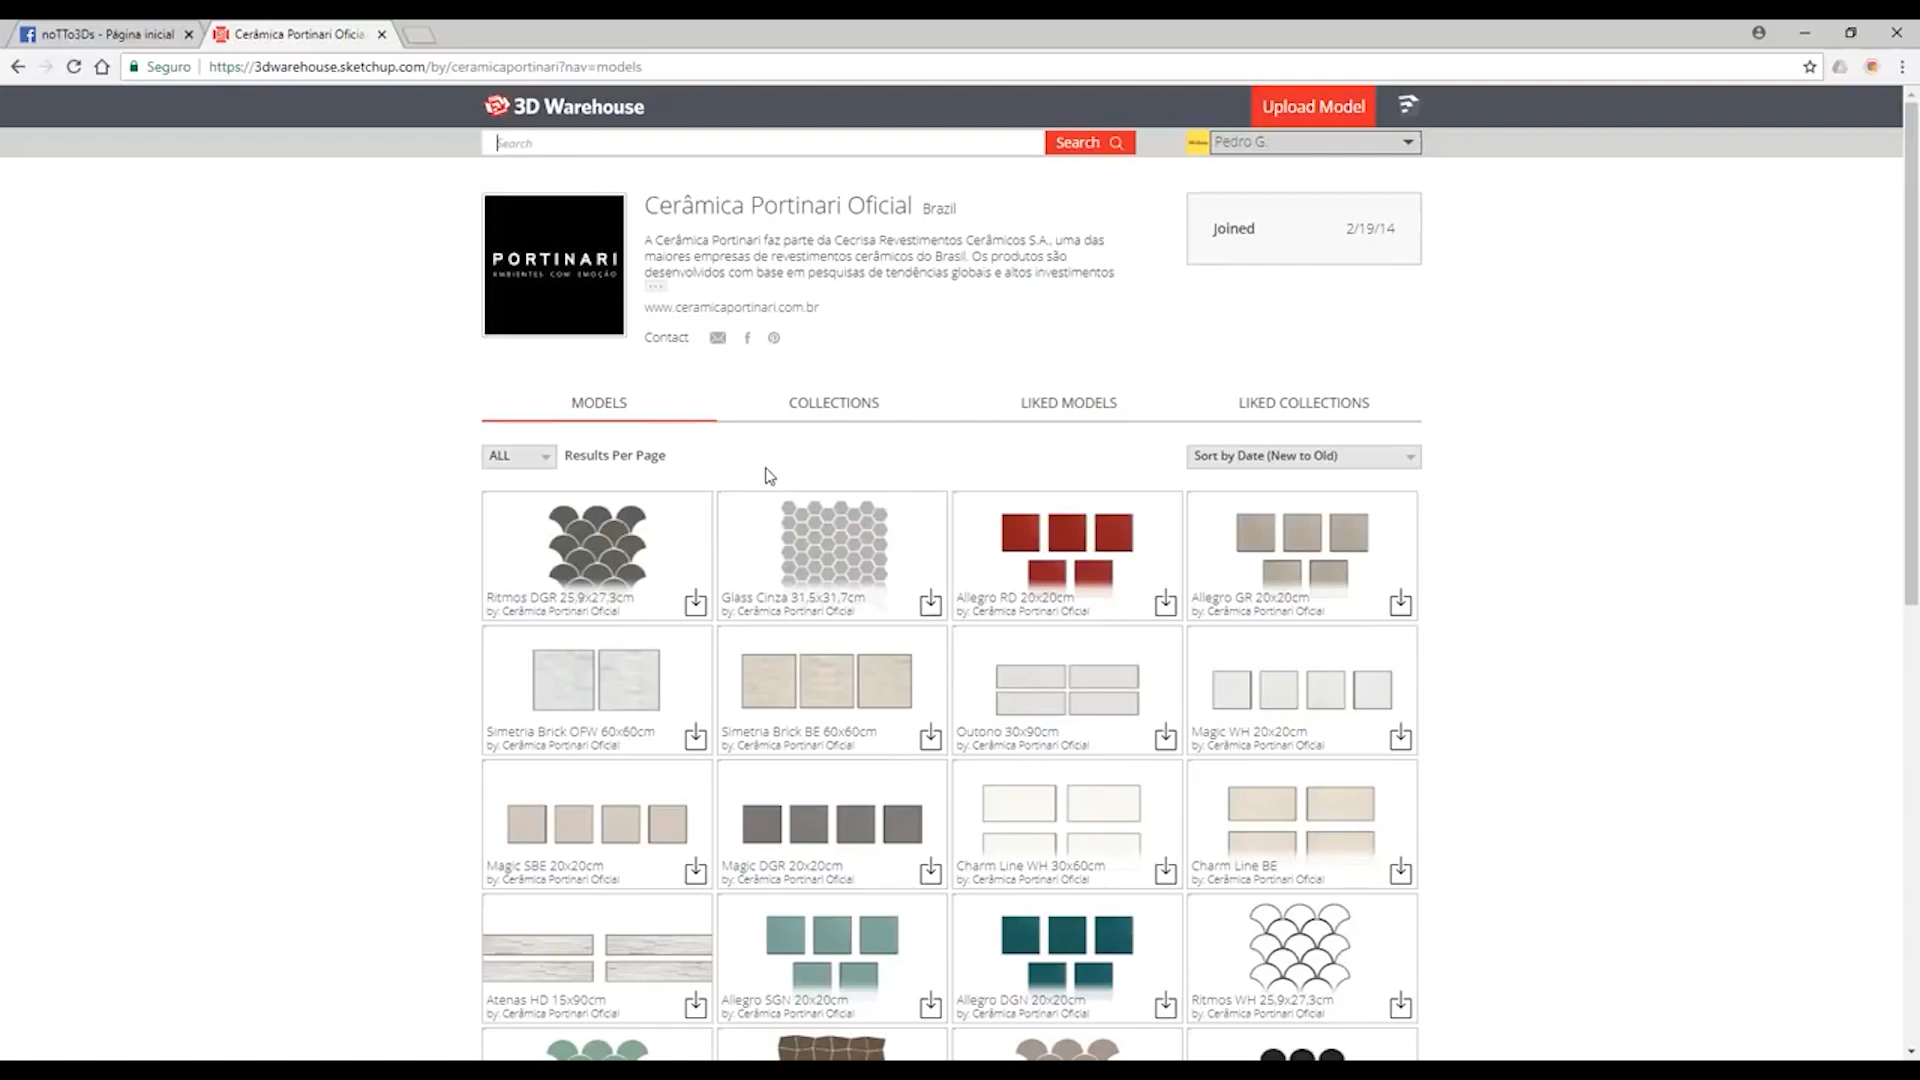 noTTo3Ds - Página inicial
Cerâmica Portinari Oficia
Seguro
https://3dwarehouse.sketchup.com/by/ceramicaportinari?nav=models
3D Warehouse
Upload Model
Search
Search
Pedro G.
PORTINARI
AMBIENTES COM EMOÇÃO
Cerâmica Portinari Oficial Brazil
A Cerâmica Portinari faz parte da Cecrisa Revestimentos Cerâmicos S.A., uma das
maiores empresas de revestimentos cerâmicos do Brasil. Os produtos são
desenvolvidos com base em pesquisas de tendências globais e altos investimentos
...
www.ceramicaportinari.com.br
Contact
Joined 2/19/14
MODELS
COLLECTIONS
LIKED MODELS
LIKED COLLECTIONS
ALL
Results Per Page
Sort by Date (New to Old)
Ritmos DGR 25,9x27,3cm
by: Cerâmica Portinari Oficial
Glass Cinza 31,5x31,7cm
by: Cerâmica Portinari Oficial
Allegro RD 20x20cm
by: Cerâmica Portinari Oficial
Allegro GR 20x20cm
by: Cerâmica Portinari Oficial
Simetria Brick OFW 60x60cm
by: Cerâmica Portinari Oficial
Simetria Brick BE 60x60cm
by: Cerâmica Portinari Oficial
Outono 30x90cm
by: Cerâmica Portinari Oficial
Magic WH 20x20cm
by: Cerâmica Portinari Oficial
Magic SBE 20x20cm
by: Cerâmica Portinari Oficial
Magic DGR 20x20cm
by: Cerâmica Portinari Oficial
Charm Line WH 30x60cm
by: Cerâmica Portinari Oficial
Charm Line BE
by: Cerâmica Portinari Oficial
Atenas HD 15x90cm
by: Cerâmica Portinari Oficial
Allegro SGN 20x20cm
by: Cerâmica Portinari Oficial
Allegro DGN 20x20cm
by: Cerâmica Portinari Oficial
Ritmos WH 25,9x27,3cm
by: Cerâmica Portinari Oficial